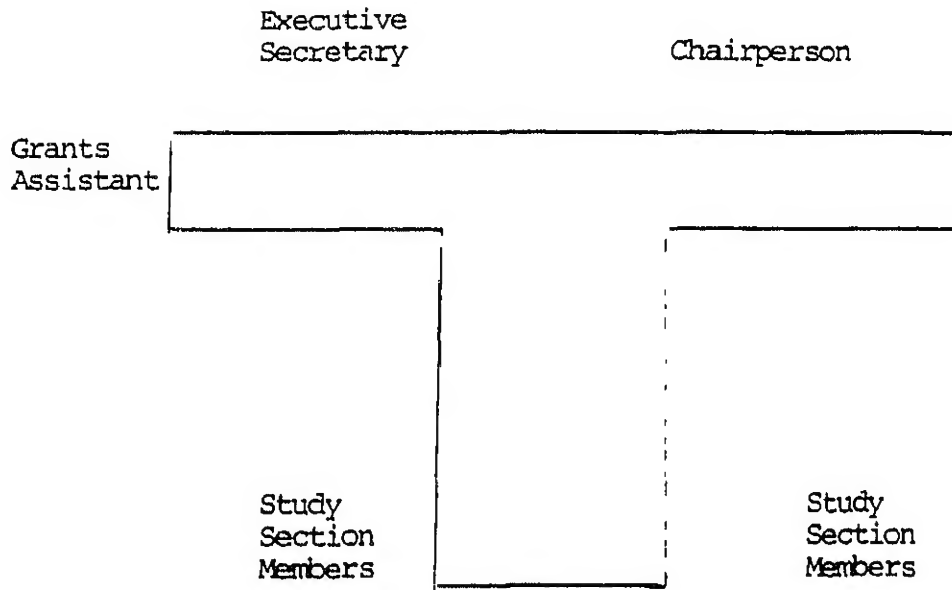 Executive
Secretary
Chairperson
Grants
Assistant
Study
Section
Members
Study
Section
Members